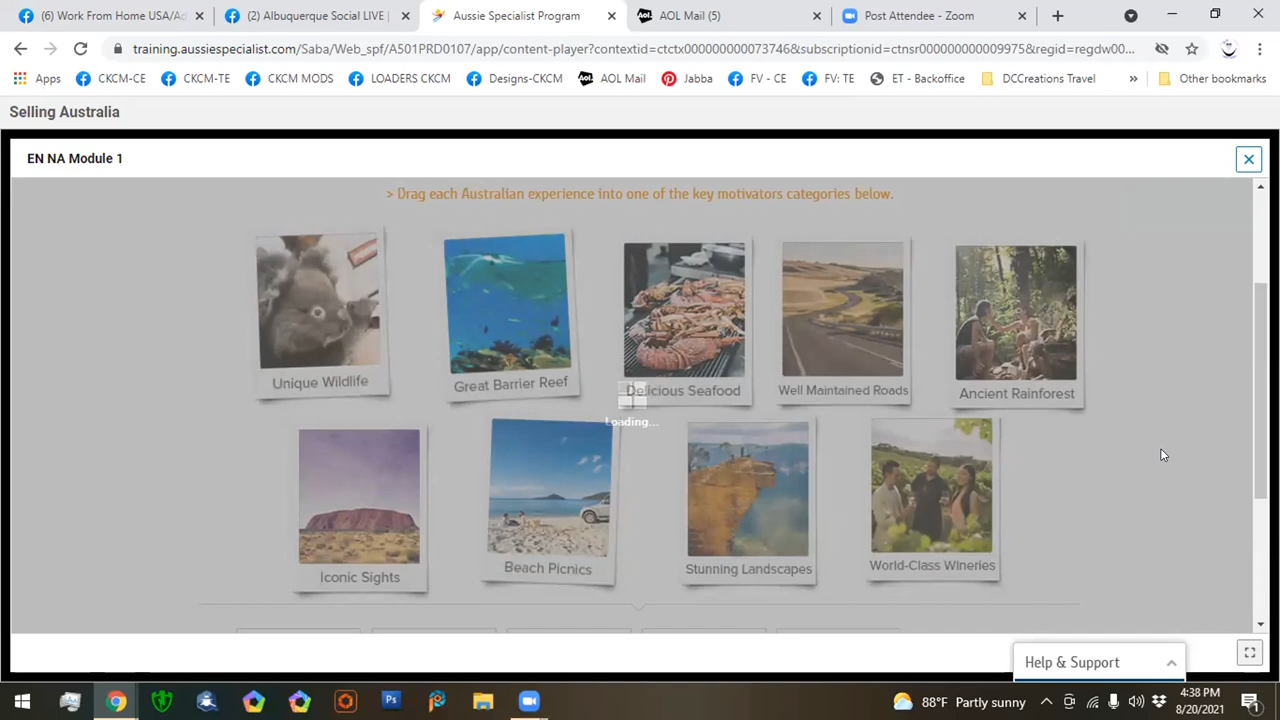 (6) Work From Home USA/Ad
(2) Albuquerque Social LIVE |
Aussie Specialist Program
AOL Mail (5)
Post Attendee - Zoom
training.aussiespecialist.com/Saba/Web_spf/A501PRD0107/app/content-player?contextid=ctctx000000000073746&subscriptionid=ctnsr000000000009975&regid=regdw00...
Apps
CKCM-CE
CKCM-TE
CKCM MODS
LOADERS CKCM
Designs-CKCM
AOL Mail
Jabba
FV - CE
FV: TE
ET - Backoffice
DCCreations Travel
»
Other bookmarks
Selling Australia
EN NA Module 1
> Drag each Australian experience into one of the key motivators categories below.
Unique Wildlife
Great Barrier Reef
Delicious Seafood
Well Maintained Roads
Ancient Rainforest
Loading...
Iconic Sights
Beach Picnics
Stunning Landscapes
World-Class Wineries
Help & Support
88°F Partly sunny
4:38 PM
8/20/2021